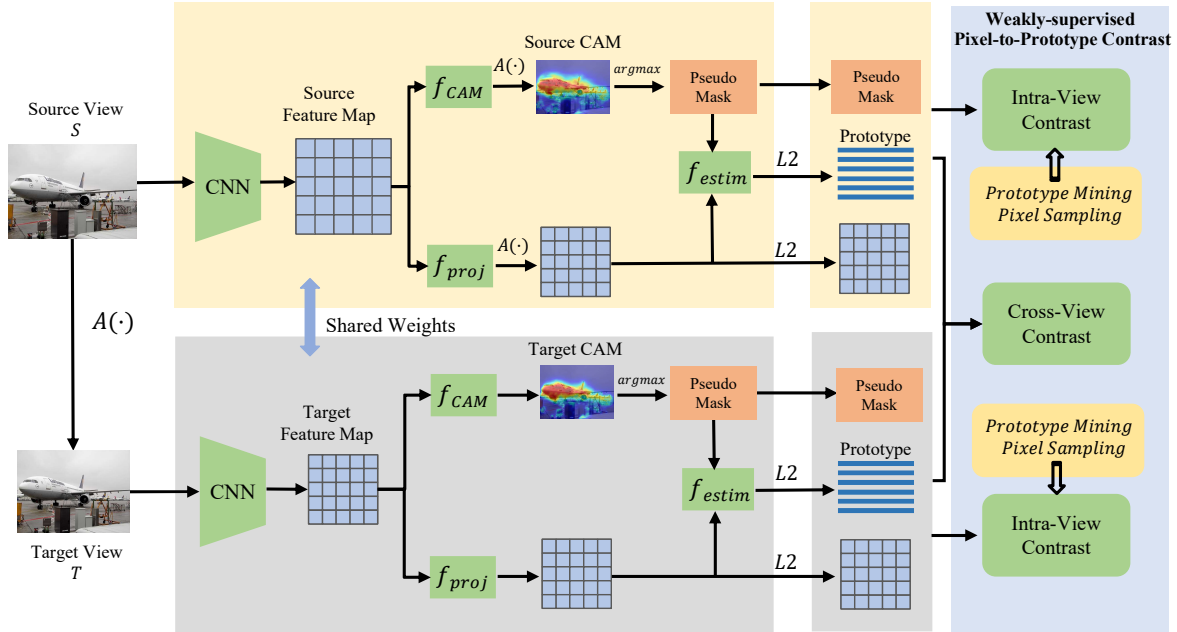 Weakly-supervised
Pixel-to-Prototype Contrast
Source View
S
A(·)
Target View
T
CNN
Source
Feature Map
f_CAM
A(·)
Source CAM
argmax
Pseudo
Mask
f_estim
L2
f_proj
A(·)
L2
Pseudo
Mask
Prototype
Shared Weights
CNN
Target
Feature Map
f_CAM
Target CAM
argmax
Pseudo
Mask
f_estim
L2
f_proj
L2
Pseudo
Mask
Prototype
Intra-View
Contrast
Prototype Mining
Pixel Sampling
Cross-View
Contrast
Prototype Mining
Pixel Sampling
Intra-View
Contrast